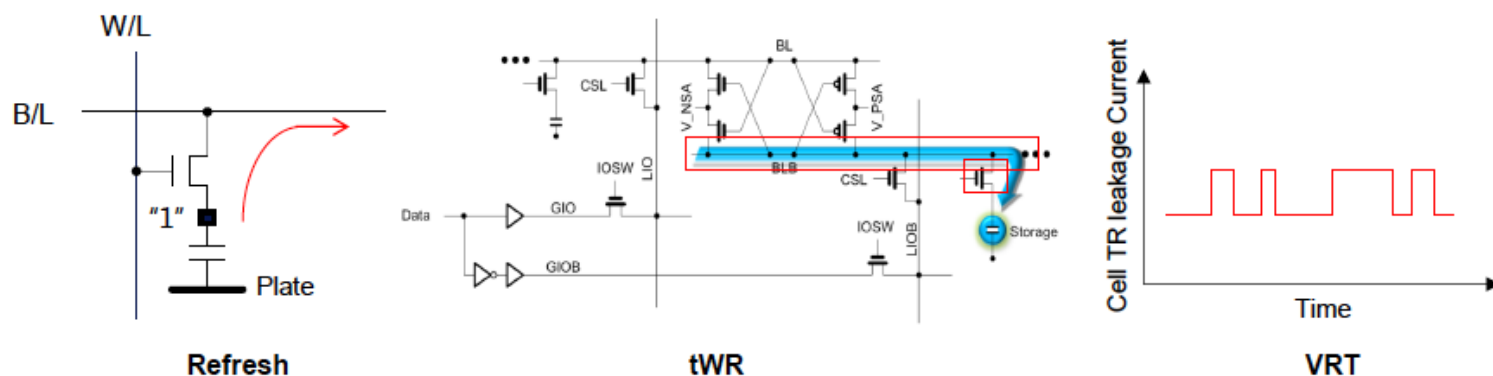 W/L
B/L
"1"
Plate
Refresh
BL
CSL
V_NSA
V_PSA
BLB
CSL
IOSW
LIO
Data
GIO
IOSW
LIOB
Storage
GIOB
tWR
Cell TR leakage Current
Time
VRT